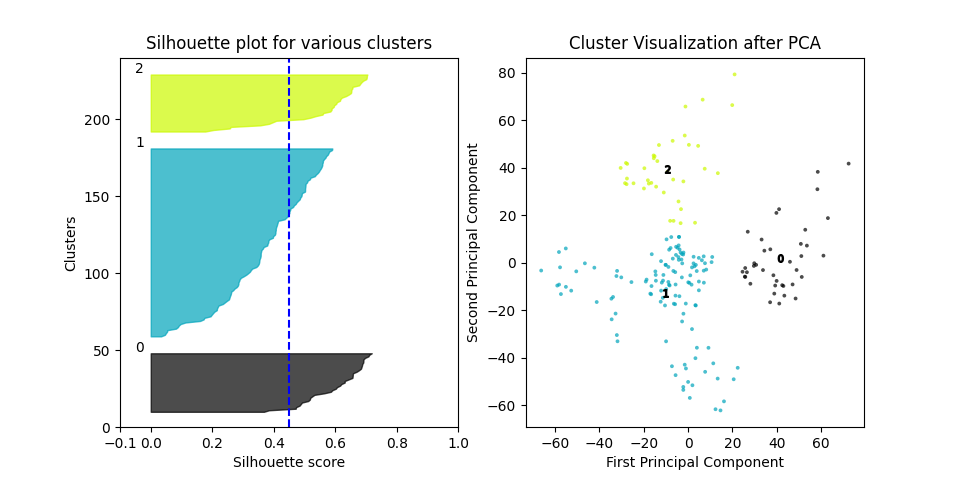 Silhouette plot for various clusters
Cluster Visualization after PCA
2
1
0
200
150
100
50
0
Clusters
−0.1 0.0 0.2 0.4 0.6 0.8 1.0
Silhouette score
80
60
40
20
0
−20
−40
−60
Second Principal Component
2
0
1
−60 −40 −20 0 20 40 60
First Principal Component